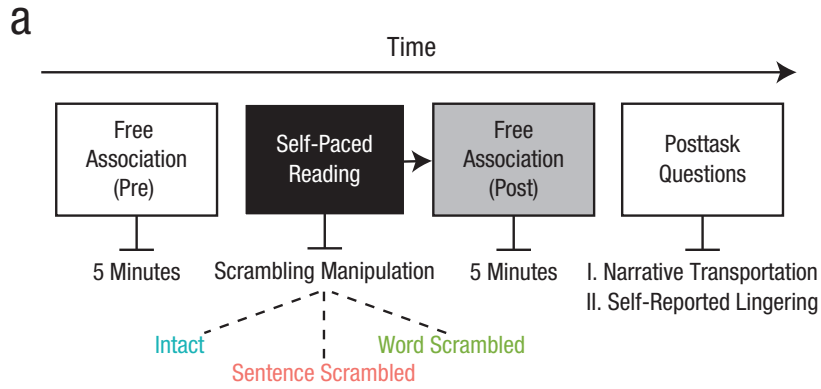 a
Time
Free
Association
(Pre)
Self-Paced
Reading
Free
Association
(Post)
Posttask
Questions
5 Minutes
Scrambling Manipulation
5 Minutes
I. Narrative Transportation
II. Self-Reported Lingering
Intact
Word Scrambled
Sentence Scrambled